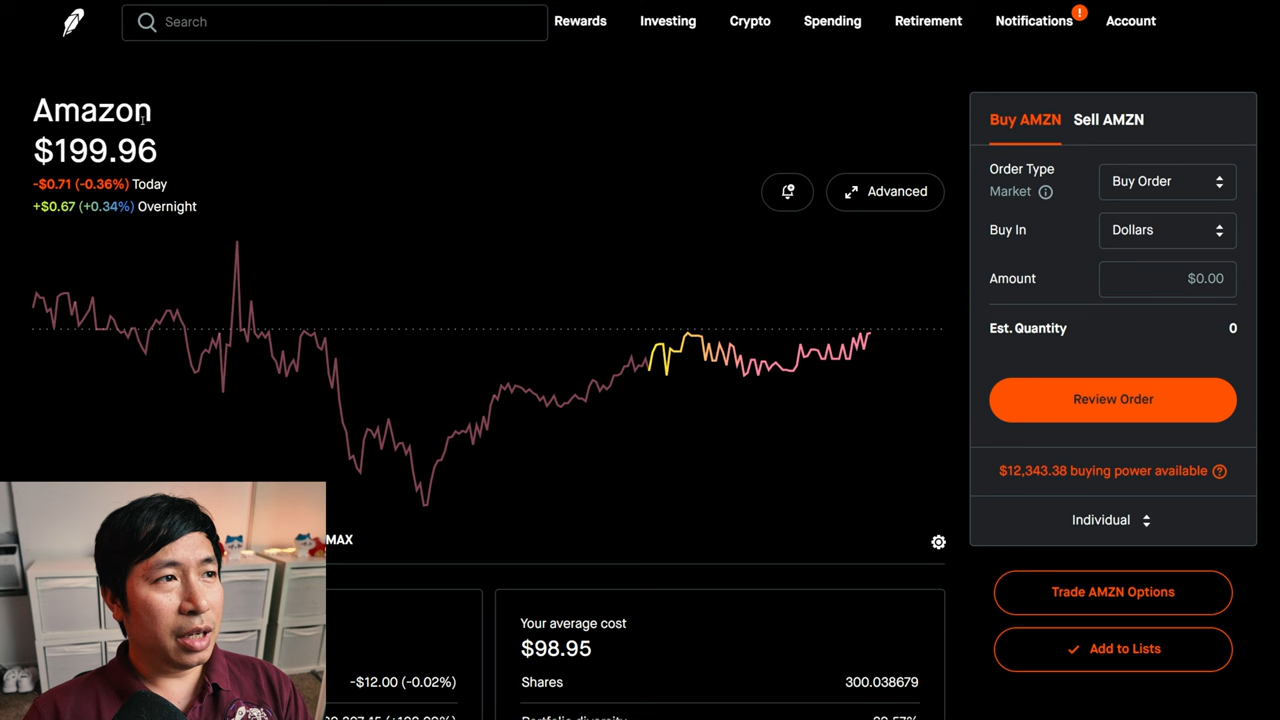 Search
Rewards
Investing
Crypto
Spending
Retirement
Notifications
!
Account
Amazon
$199.96
-$0.71 (-0.36%) Today
+$0.67 (+0.34%) Overnight
Advanced
MAX
-$12.00 (-0.02%)
Your average cost
$98.95
Shares 300.038679
Portfolio diversity
Buy AMZN Sell AMZN
Order Type
Market
Buy Order
Buy In Dollars
Amount $0.00
Est. Quantity 0
Review Order
$12,343.38 buying power available
Individual
Trade AMZN Options
Add to Lists